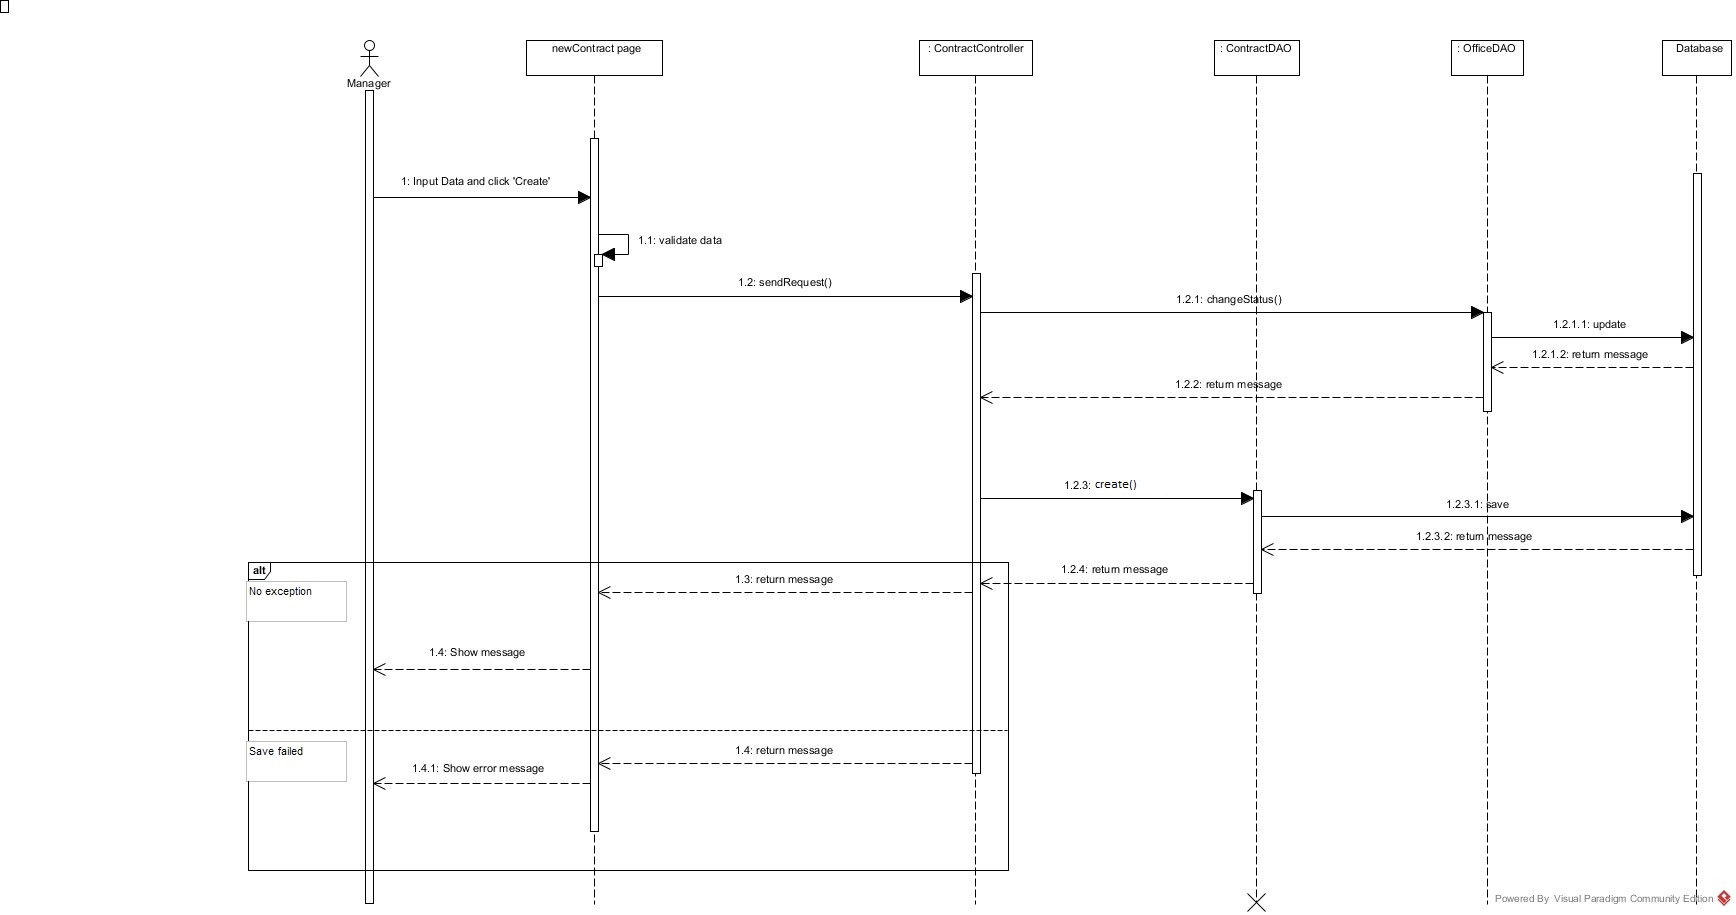 newContract page
: ContractController
: ContractDAO
: OfficeDAO
Database
Manager
1: Input Data and click 'Create'
1.1: validate data
1.2: sendRequest()
1.2.1: changeStatus()
1.2.1.1: update
1.2.1.2: return message
1.2.2: return message
1.2.3: create()
1.2.3.1: save
1.2.3.2: return message
1.2.4: return message
alt
1.3: return message
No exception
1.4: Show message
Save failed
1.4: return message
1.4.1: Show error message
Powered By Visual Paradigm Community Edition